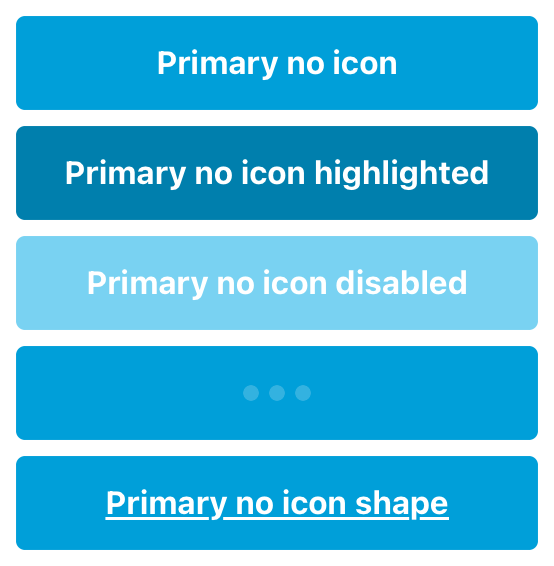 Primary no icon
Primary no icon highlighted
Primary no icon disabled
Primary no icon shape